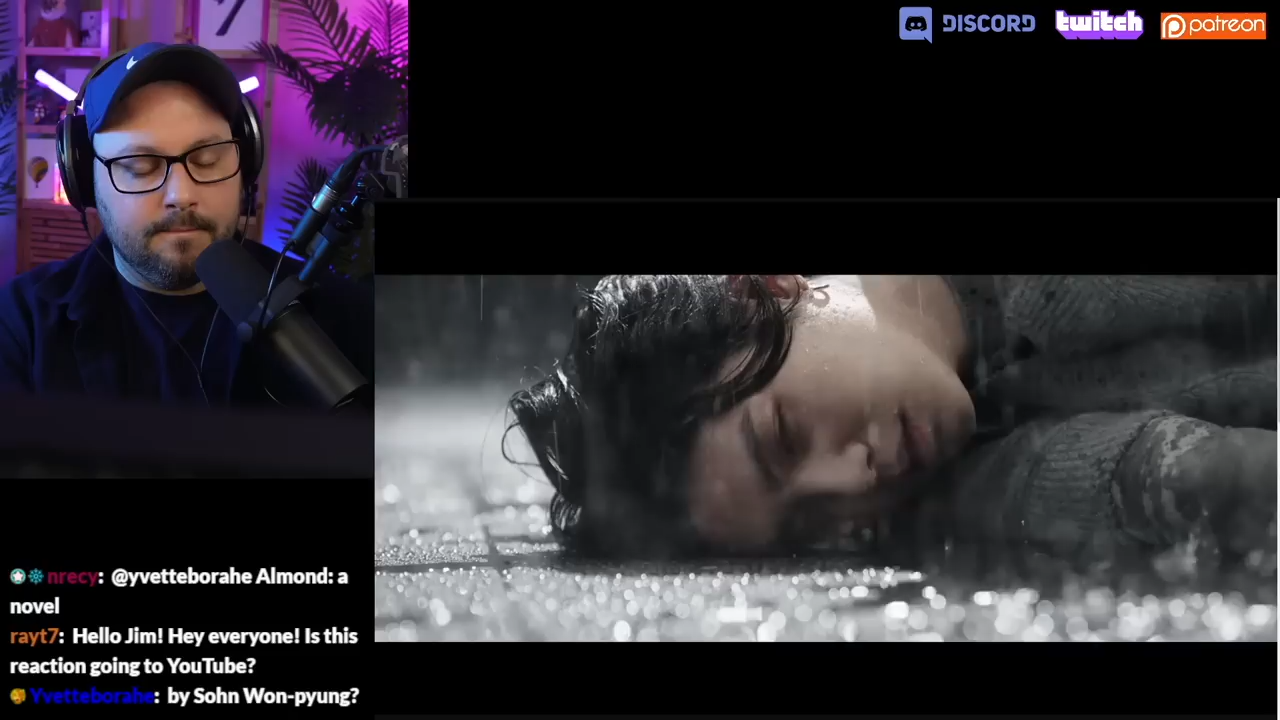 DISCORD twitch patreon
nrecy: @yvetteborahe Almond: a
novel
rayt7: Hello Jim! Hey everyone! Is this
reaction going to YouTube?
Yvetteborahe: by Sohn Won-pyung?